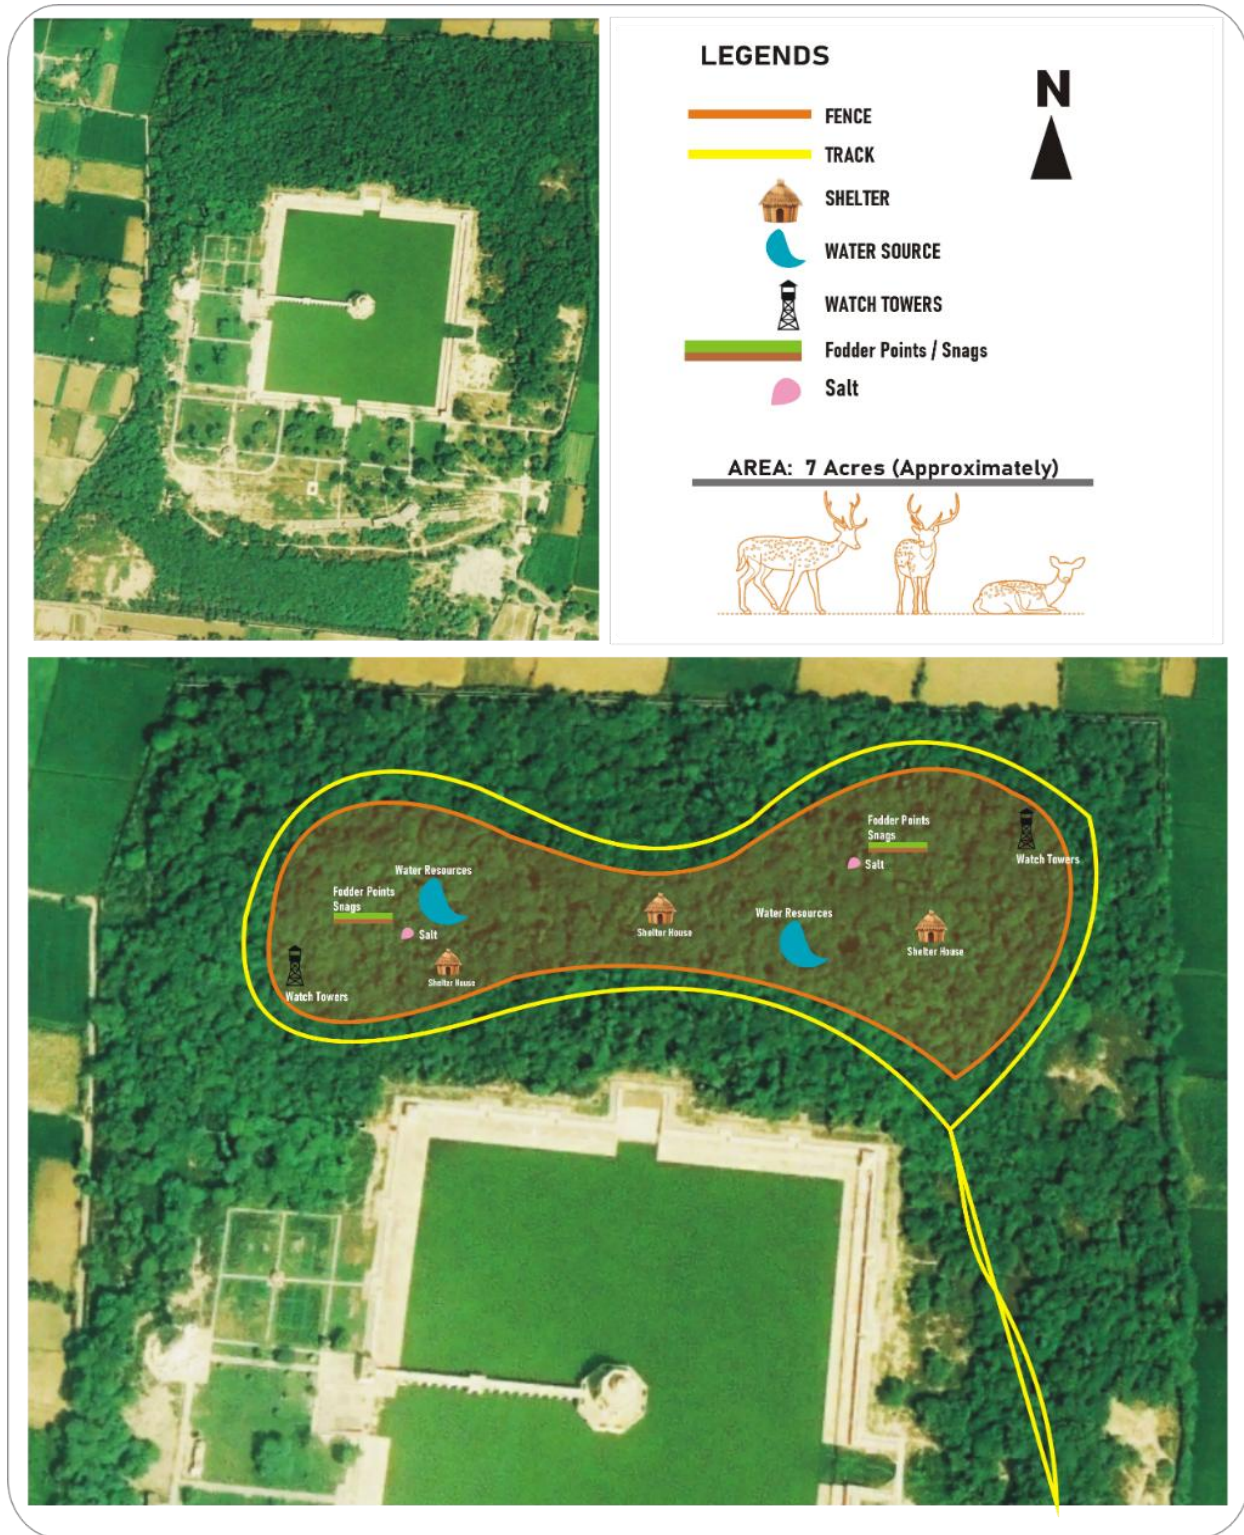 LEGENDS
N
FENCE
TRACK
SHELTER
WATER SOURCE
WATCH TOWERS
Fodder Points / Snags
Salt
AREA: 7 Acres (Approximately)
Fodder Points
Snags
Salt
Watch Towers
Water Resources
Fodder Points
Snags
Salt
Shelter House
Watch Towers
Shelter House
Water Resources
Shelter House